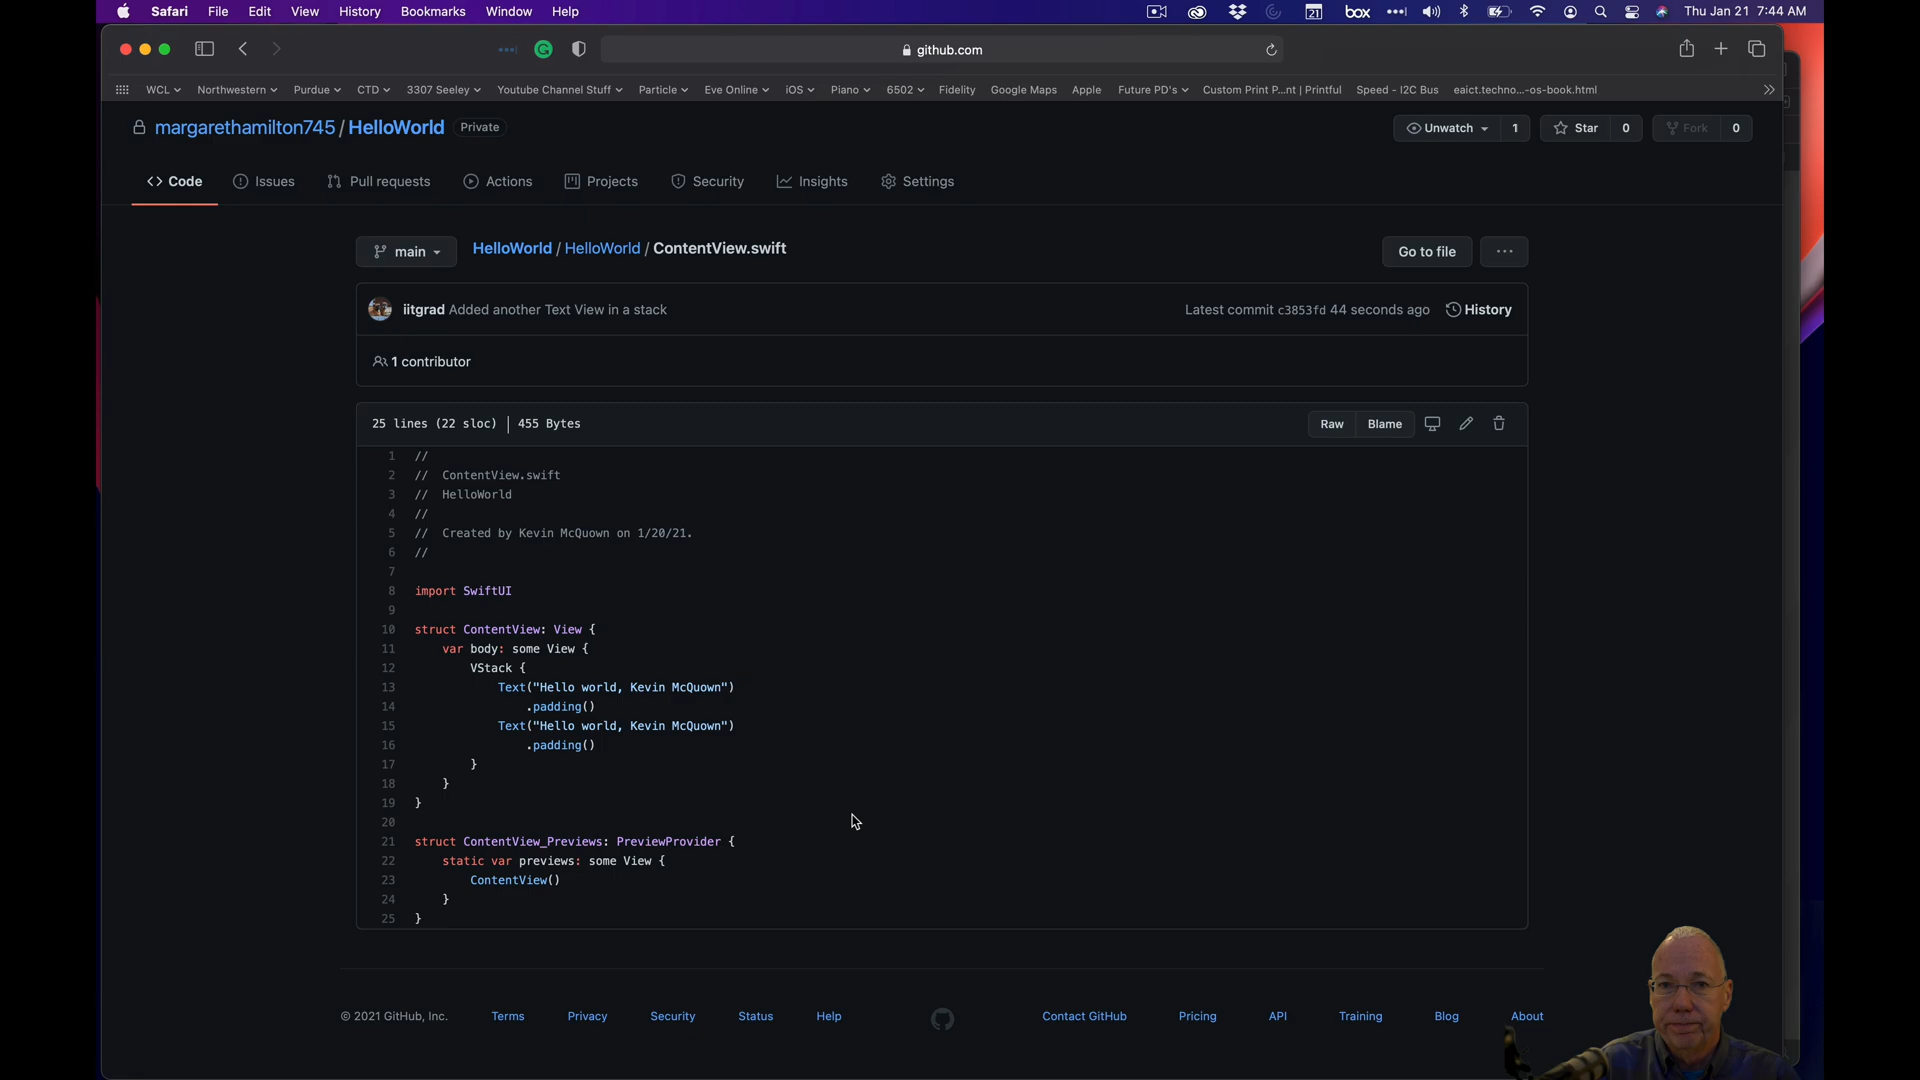 Safari File Edit View History Bookmarks Window Help 21 box Thu Jan 21 7:44 AM
github.com
WCL Northwestern Purdue CTD 3307 Seeley Youtube Channel Stuff Particle Eve Online iOS Piano 6502 Fidelity Google Maps Apple Future PD's Custom Print P...nt | Printful Speed - I2C Bus eaict.techno...-os-book.html
margarethamilton745 / HelloWorld Private Unwatch 1 Star 0 Fork 0
<> Code Issues Pull requests Actions Projects Security Insights Settings
main HelloWorld / HelloWorld / ContentView.swift Go to file ...
iitgrad Added another Text View in a stack Latest commit c3853fd 44 seconds ago History
1 contributor
25 lines (22 sloc) | 455 Bytes Raw Blame
1 //
2 // ContentView.swift
3 // HelloWorld
4 //
5 // Created by Kevin McQuown on 1/20/21.
6 //
7
8 import SwiftUI
9
10 struct ContentView: View {
11 var body: some View {
12 VStack {
13 Text("Hello world, Kevin McQuown")
14 .padding()
15 Text("Hello world, Kevin McQuown")
16 .padding()
17 }
18 }
19 }
20
21 struct ContentView_Previews: PreviewProvider {
22 static var previews: some View {
23 ContentView()
24 }
25 }
© 2021 GitHub, Inc. Terms Privacy Security Status Help Contact GitHub Pricing API Training Blog About